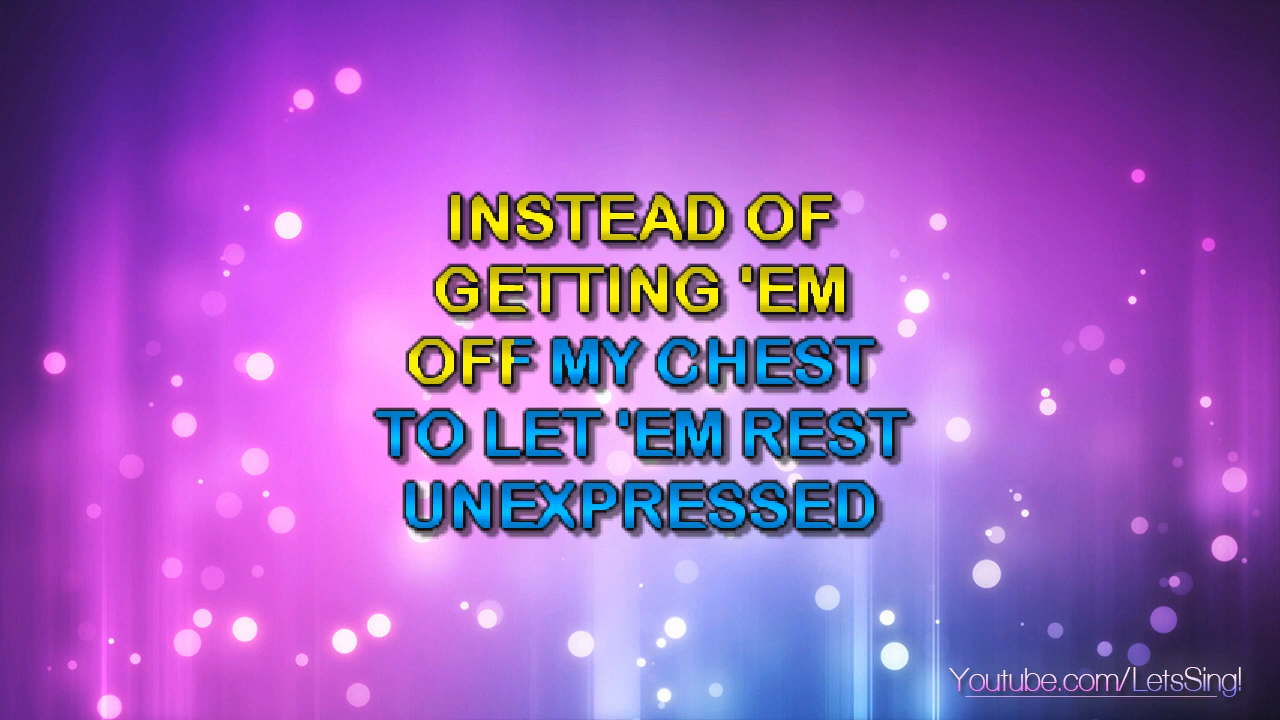 INSTEAD OF
GETTING 'EM
OFF MY CHEST
TO LET 'EM REST
UNEXPRESSED
Youtube.com/LetsSing!